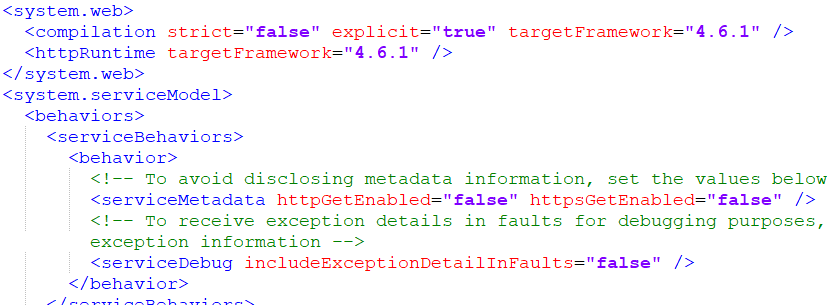 <system.web>
<compilation strict="false" explicit="true" targetFramework="4.6.1" />
<httpRuntime targetFramework="4.6.1" />
</system.web>
<system.serviceModel>
<behaviors>
<serviceBehaviors>
<behavior>
<!-- To avoid disclosing metadata information, set the values below
<serviceMetadata httpGetEnabled="false" httpsGetEnabled="false" />
<!-- To receive exception details in faults for debugging purposes,
exception information -->
<serviceDebug includeExceptionDetailInFaults="false" />
</behavior>
</serviceBehaviors>